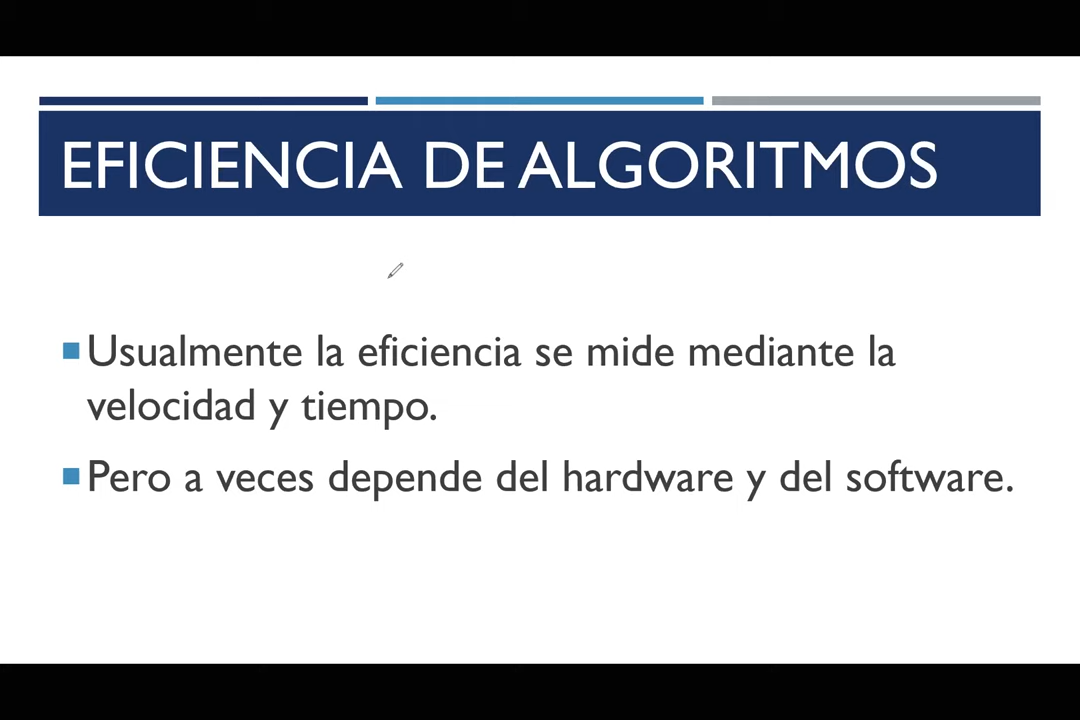 EFICIENCIA DE ALGORITMOS
Usualmente la eficiencia se mide mediante la
velocidad y tiempo.
Pero a veces depende del hardware y del software.